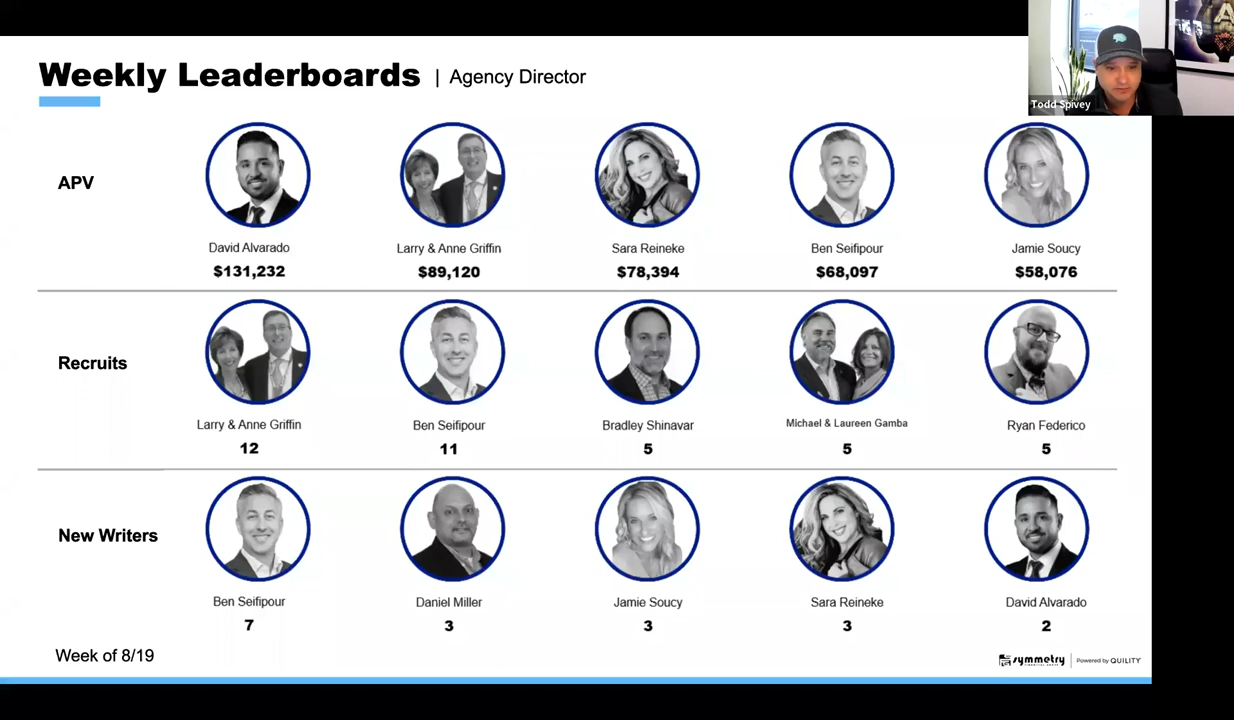 Weekly Leaderboards | Agency Director
Todd Spivey
APV
David Alvarado
$131,232
Larry & Anne Griffin
$89,120
Sara Reineke
$78,394
Ben Seifipour
$68,097
Jamie Soucy
$58,076
Recruits
Larry & Anne Griffin
12
Ben Seifipour
11
Bradley Shinavar
5
Michael & Laureen Gamba
5
Ryan Federico
5
New Writers
Ben Seifipour
7
Daniel Miller
3
Jamie Soucy
3
Sara Reineke
3
David Alvarado
2
Week of 8/19
symmetry
FINANCIAL GROUP
Powered by QUILITY